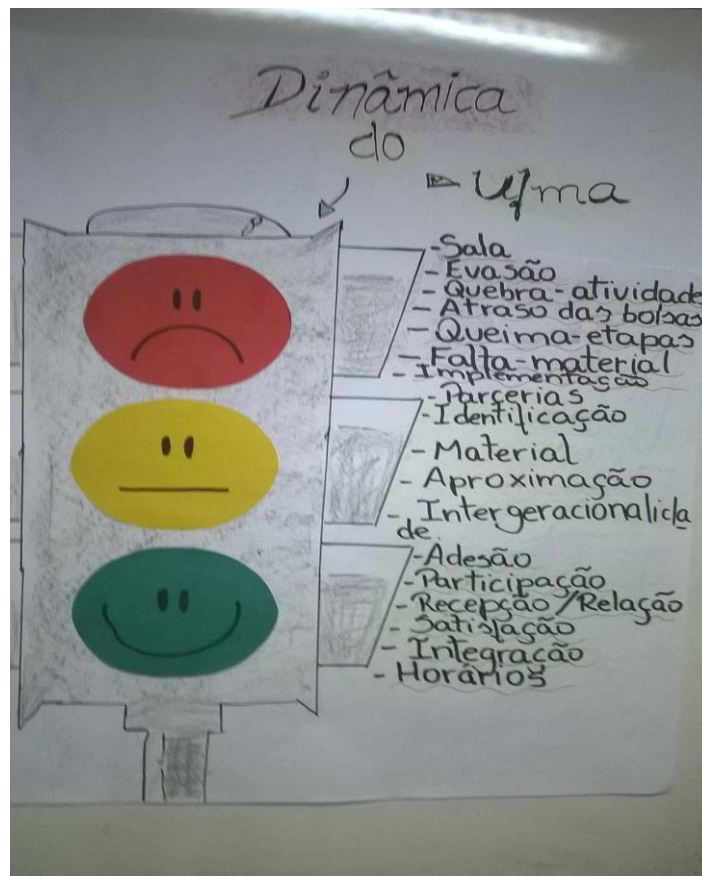 Dinâmica
do
Ufma
-Sala
-Evasão
-Quebra-atividade
-Atraso das bolsas
-Queima-etapas
-Falta-material
-Implementação
-Parcerias
-Identificação
-Material
-Aproximação
-Intergeracionalida
de.
-Adesão
-Participação
-Recepção/Relação
-Satisfação
-Integração
-Horários